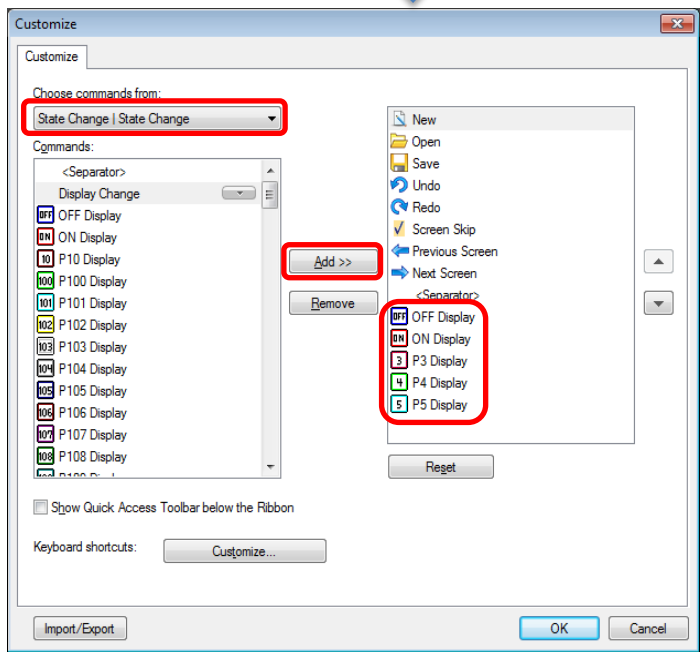 Customize
Customize
Choose commands from:
State Change | State Change
Commands:
<Separator>
Display Change
OFF OFF Display
ON ON Display
10 P10 Display
100 P100 Display
101 P101 Display
102 P102 Display
103 P103 Display
104 P104 Display
105 P105 Display
106 P106 Display
107 P107 Display
108 P108 Display
Add >>
Remove
New
Open
Save
Undo
Redo
Screen Skip
Previous Screen
Next Screen
<Separator>
OFF OFF Display
ON ON Display
3 P3 Display
4 P4 Display
5 P5 Display
Reset
Show Quick Access Toolbar below the Ribbon
Keyboard shortcuts:
Customize...
Import/Export
OK
Cancel